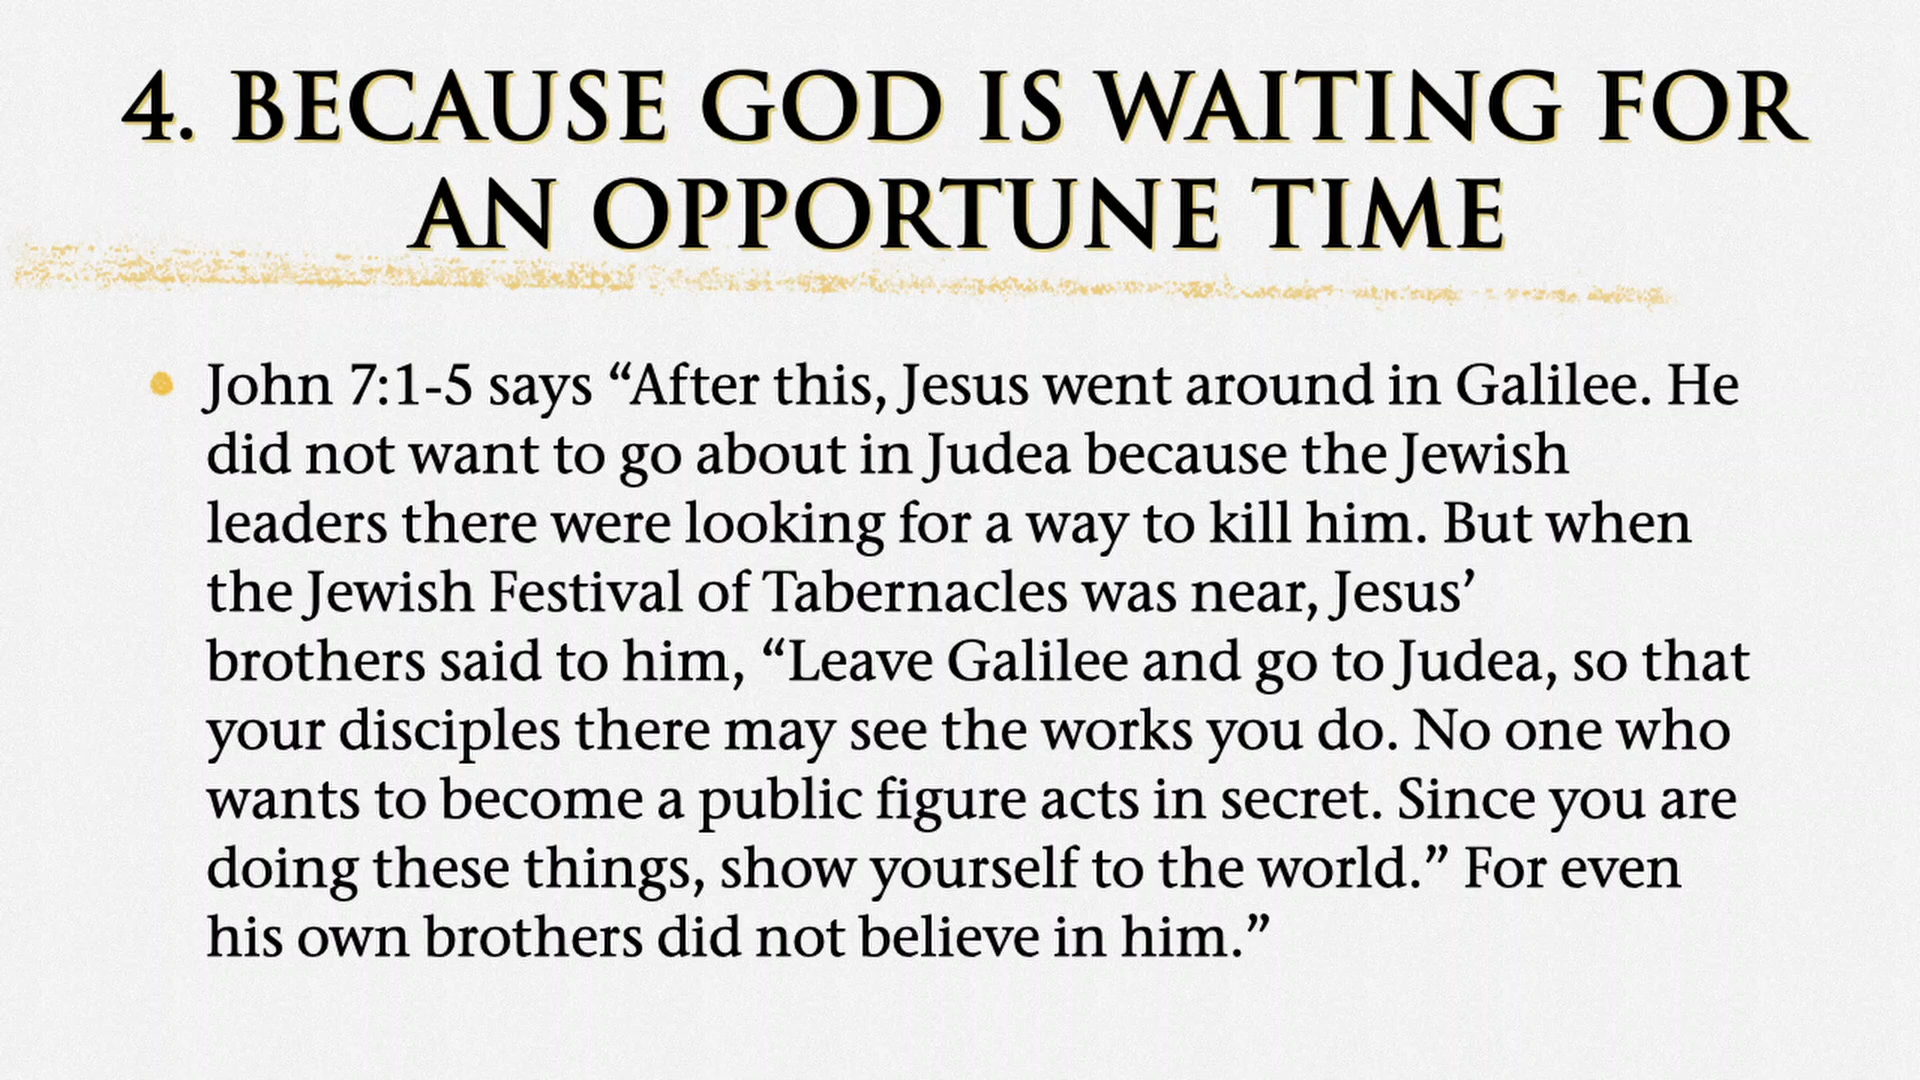 4. BECAUSE GOD IS WAITING FOR
AN OPPORTUNE TIME
• John 7:1-5 says “After this, Jesus went around in Galilee. He
did not want to go about in Judea because the Jewish
leaders there were looking for a way to kill him. But when
the Jewish Festival of Tabernacles was near, Jesus’
brothers said to him, “Leave Galilee and go to Judea, so that
your disciples there may see the works you do. No one who
wants to become a public figure acts in secret. Since you are
doing these things, show yourself to the world.” For even
his own brothers did not believe in him.”